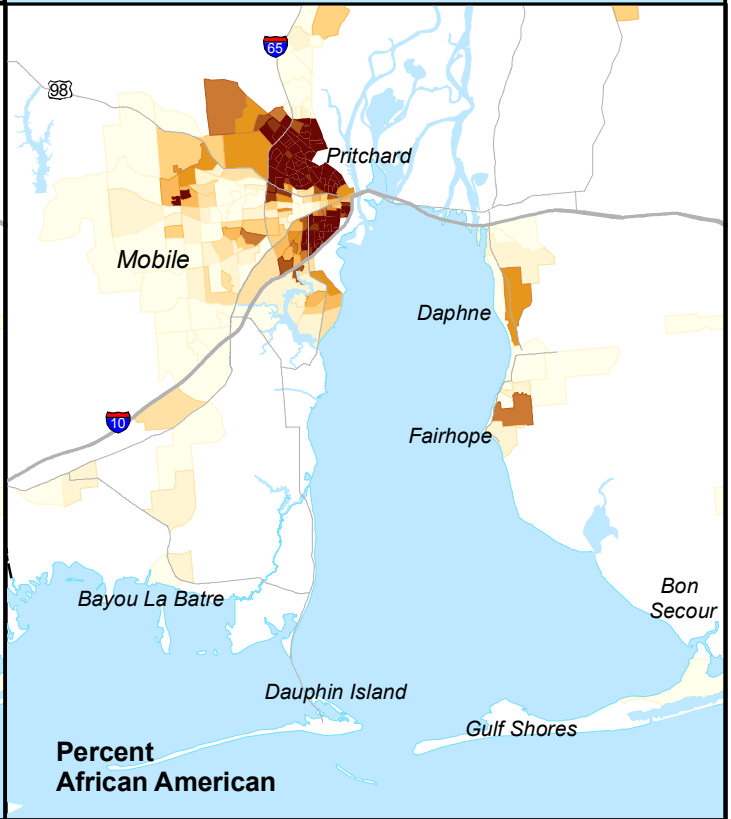 65
98
Pritchard
Mobile
Daphne
10
Fairhope
Bayou La Batre
Bon
Secour
Dauphin Island
Gulf Shores
Percent
African American